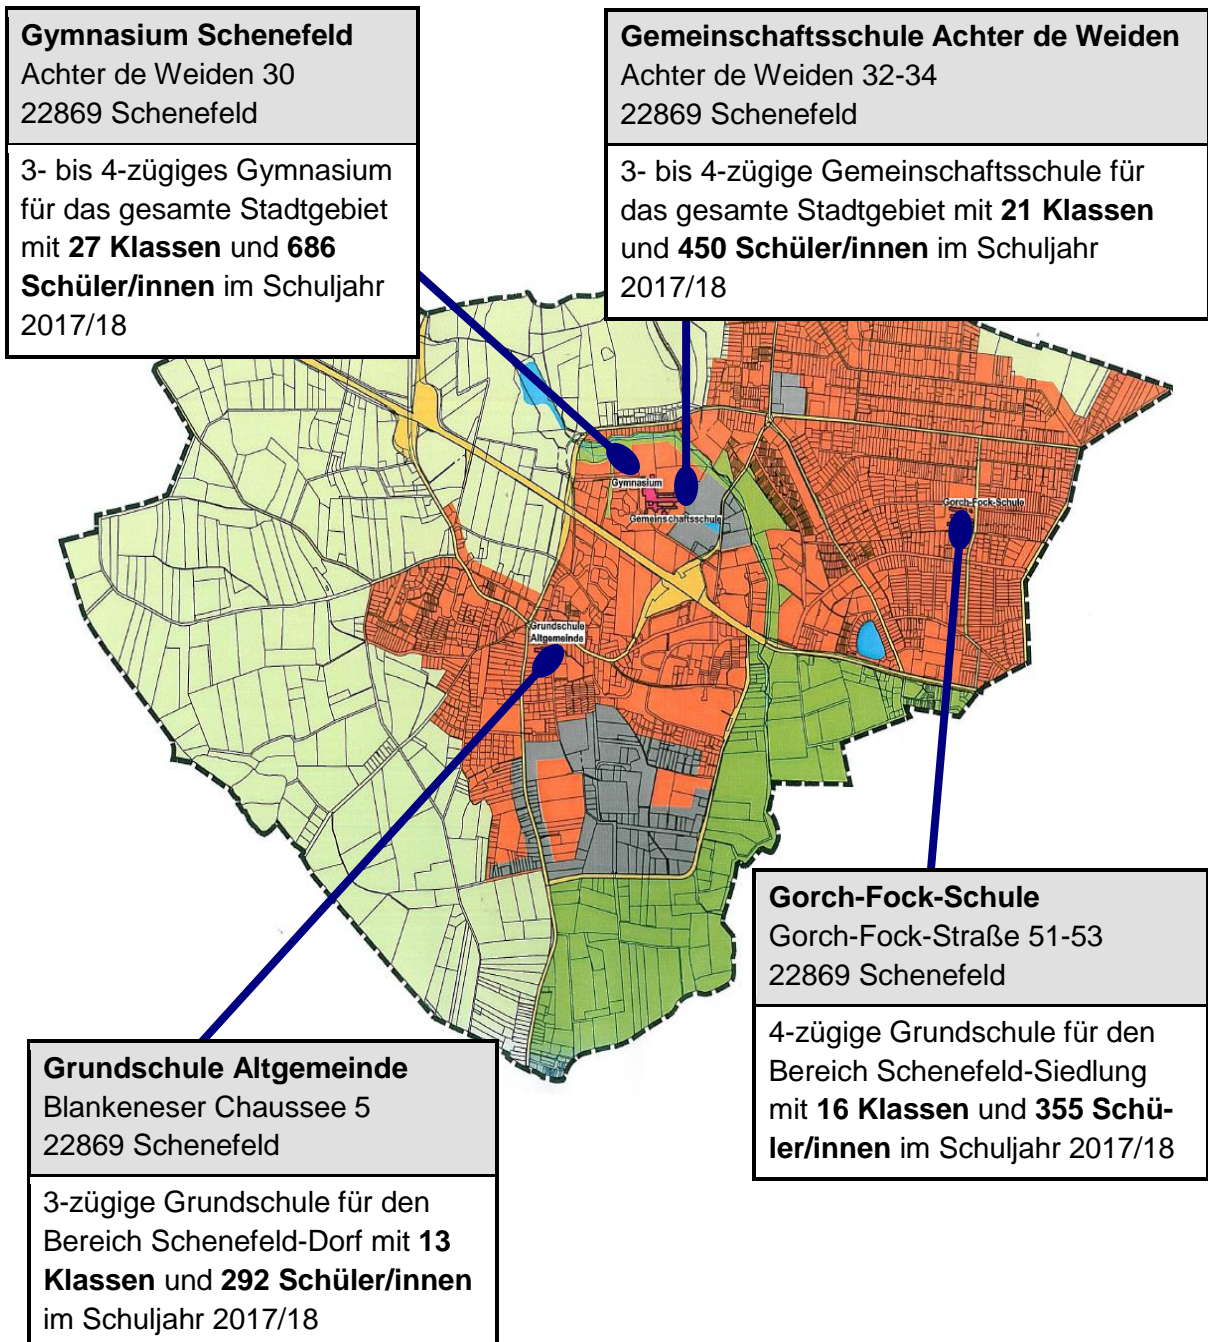 Gymnasium Schenefeld
Achter de Weiden 30
22869 Schenefeld
3- bis 4-zügiges Gymnasium
für das gesamte Stadtgebiet
mit 27 Klassen und 686
Schüler/innen im Schuljahr
2017/18
Gemeinschaftsschule Achter de Weiden
Achter de Weiden 32-34
22869 Schenefeld
3- bis 4-zügige Gemeinschaftsschule für
das gesamte Stadtgebiet mit 21 Klassen
und 450 Schüler/innen im Schuljahr
2017/18
Gymnasium
Gemeinschaftsschule
Gorch-Fock-Schule
Grundschule
Altgemeinde
Gorch-Fock-Schule
Gorch-Fock-Straße 51-53
22869 Schenefeld
4-zügige Grundschule für den
Bereich Schenefeld-Siedlung
mit 16 Klassen und 355 Schü-
ler/innen im Schuljahr 2017/18
Grundschule Altgemeinde
Blankeneser Chaussee 5
22869 Schenefeld
3-zügige Grundschule für den
Bereich Schenefeld-Dorf mit 13
Klassen und 292 Schüler/innen
im Schuljahr 2017/18